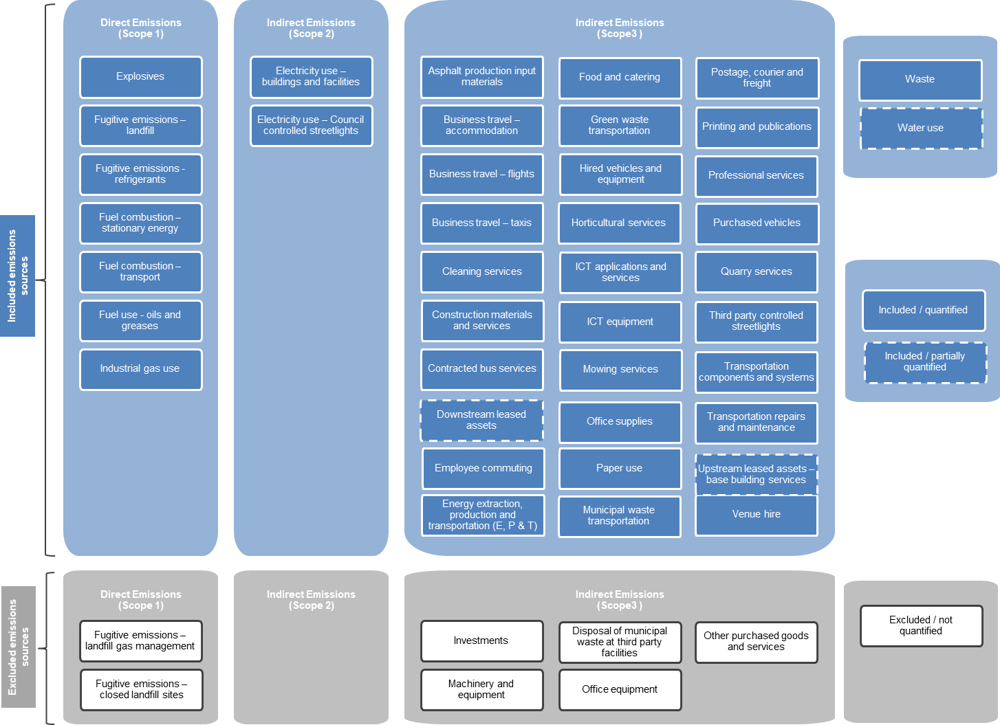 Included emissions
sources
Direct Emissions
(Scope 1)
Explosives
Fugitive emissions –
landfill
Fugitive emissions -
refrigerants
Fuel combustion –
stationary energy
Fuel combustion –
transport
Fuel use - oils and
greases
Industrial gas use
Indirect Emissions
(Scope 2)
Electricity use –
buildings and facilities
Electricity use – Council
controlled streetlights
Indirect Emissions
(Scope3 )
Asphalt production input
materials
Business travel –
accommodation
Business travel – flights
Business travel – taxis
Cleaning services
Construction materials
and services
Contracted bus services
Downstream leased
assets
Employee commuting
Energy extraction,
production and
transportation (E, P & T)
Food and catering
Green waste
transportation
Hired vehicles and
equipment
Horticultural services
ICT applications and
services
ICT equipment
Mowing services
Office supplies
Paper use
Municipal waste
transportation
Postage, courier and
freight
Printing and publications
Professional services
Purchased vehicles
Quarry services
Third party controlled
streetlights
Transportation
components and systems
Transportation repairs
and maintenance
Upstream leased assets –
base building services
Venue hire
Waste
Water use
Included / quantified
Included / partially
quantified
Excluded emissions
sources
Direct Emissions
(Scope 1)
Fugitive emissions –
landfill gas management
Fugitive emissions –
closed landfill sites
Indirect Emissions
(Scope 2)
Indirect Emissions
(Scope3 )
Investments
Machinery and
equipment
Disposal of municipal
waste at third party
facilities
Office equipment
Other purchased goods
and services
Excluded / not
quantified